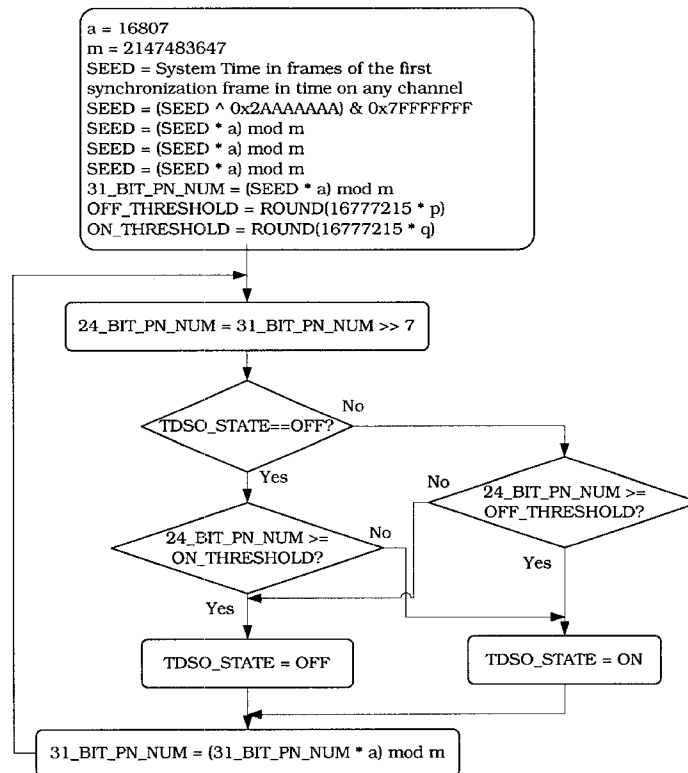 a = 16807
m = 2147483647
SEED = System Time in frames of the first
synchronization frame in time on any channel
SEED = (SEED ^ 0x2AAAAAAA) & 0x7FFFFFFF
SEED = (SEED * a) mod m
SEED = (SEED * a) mod m
SEED = (SEED * a) mod m
31_BIT_PN_NUM = (SEED * a) mod m
OFF_THRESHOLD = ROUND(16777215 * p)
ON_THRESHOLD = ROUND(16777215 * q)
24_BIT_PN_NUM = 31_BIT_PN_NUM >> 7
TDSO_STATE==OFF?
No
Yes
24_BIT_PN_NUM >=
OFF_THRESHOLD?
No
Yes
24_BIT_PN_NUM >=
ON_THRESHOLD?
No
Yes
TDSO_STATE = OFF
TDSO_STATE = ON
31_BIT_PN_NUM = (31_BIT_PN_NUM * a) mod m